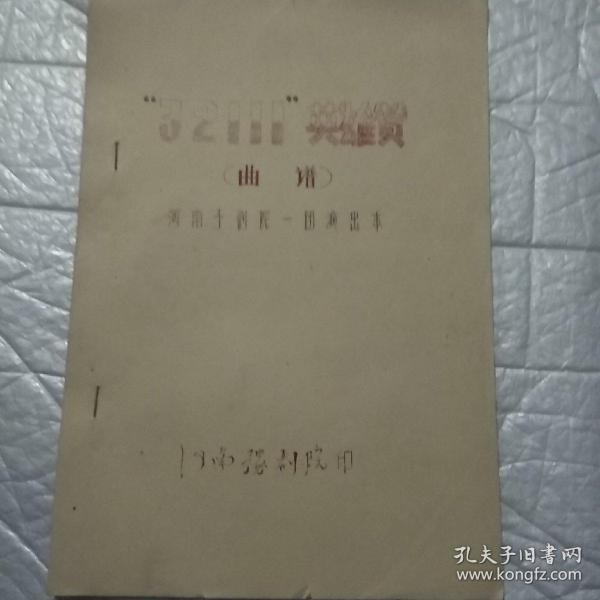 “32111”英雄赞
（曲谱）
河南予剧院一团演出本
河南豫剧院印
孔夫子旧书网
www.kongfz.com